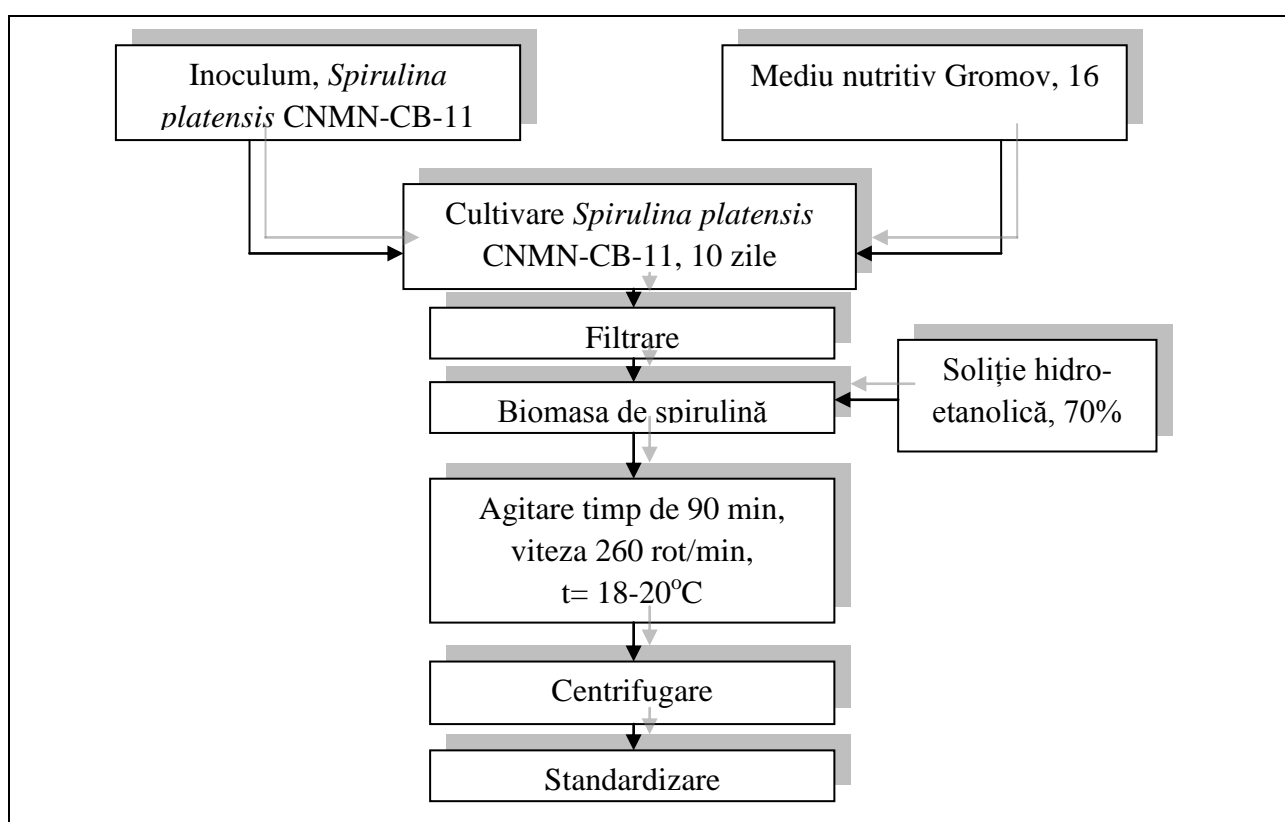 Inoculum, Spirulina
platensis CNMN-CB-11
Mediu nutritiv Gromov, 16
Cultivare Spirulina platensis
CNMN-CB-11, 10 zile
Filtrare
Biomasa de spirulină
Soliție hidro-
etanolică, 70%
Agitare timp de 90 min,
viteza 260 rot/min,
t= 18-20°C
Centrifugare
Standardizare